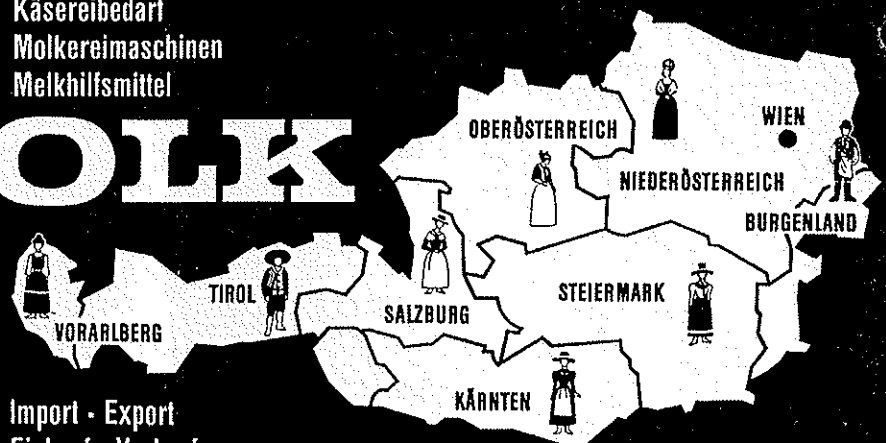 Käsereibedarf
Molkereimaschinen
Melkhilfsmittel
OLK
OBERÖSTERREICH
WIEN
NIEDERÖSTERREICH
BURGENLAND
TIROL
VORARLBERG
SALZBURG
STEIERMARK
KÄRNTEN
Import - Export